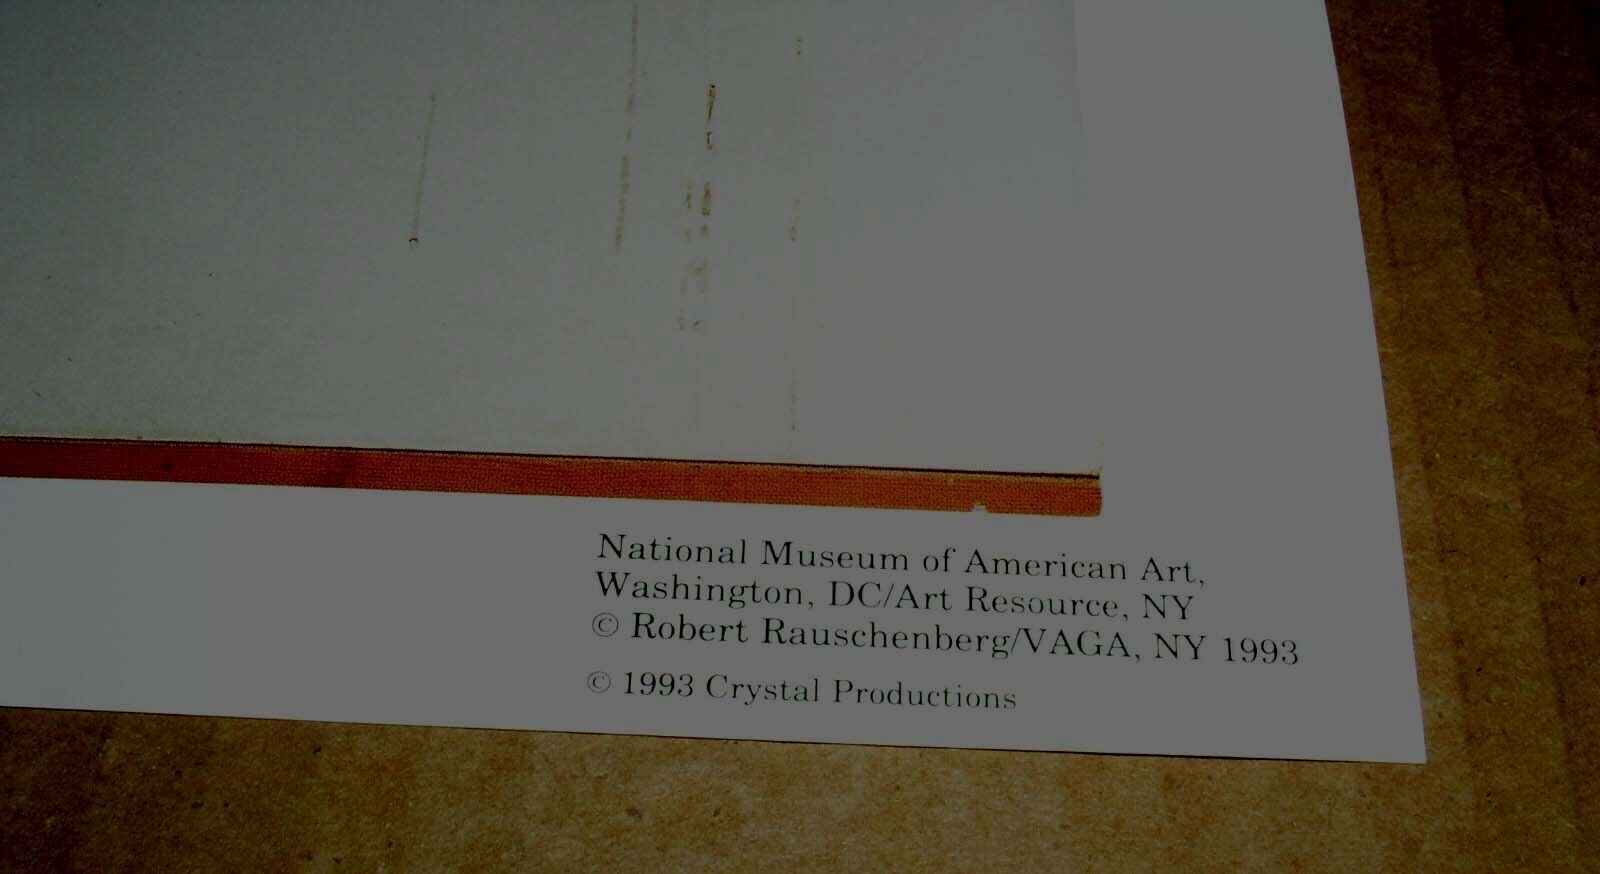 National Museum of American Art,
Washington, DC/Art Resource, NY
© Robert Rauschenberg/VAGA, NY 1993
© 1993 Crystal Productions